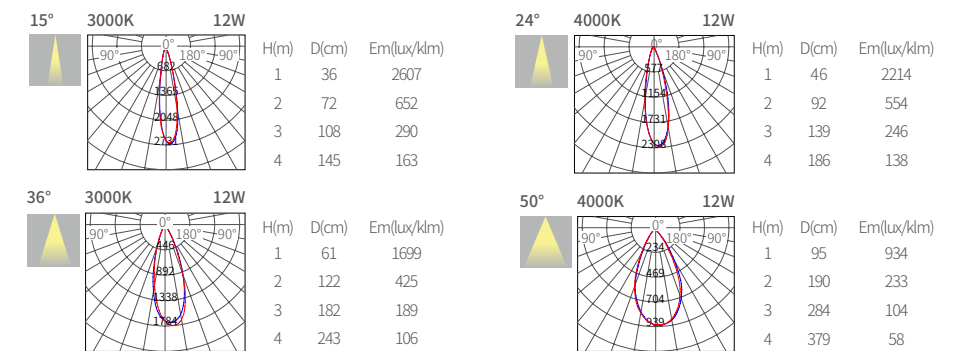 15° 3000K 12W
0°
-90° 180° -90°
682
1365
2048
2731
H(m) D(cm) Em(lux/klm)
1 36 2607
2 72 652
3 108 290
4 145 163
24° 4000K 12W
0°
-90° 180° -90°
577
1154
1731
2308
H(m) D(cm) Em(lux/klm)
1 46 2214
2 92 554
3 139 246
4 186 138
36° 3000K 12W
0°
-90° 180° -90°
446
892
1338
1784
H(m) D(cm) Em(lux/klm)
1 61 1699
2 122 425
3 182 189
4 243 106
50° 4000K 12W
0°
-90° 180° -90°
234
469
704
939
H(m) D(cm) Em(lux/klm)
1 95 934
2 190 233
3 284 104
4 379 58